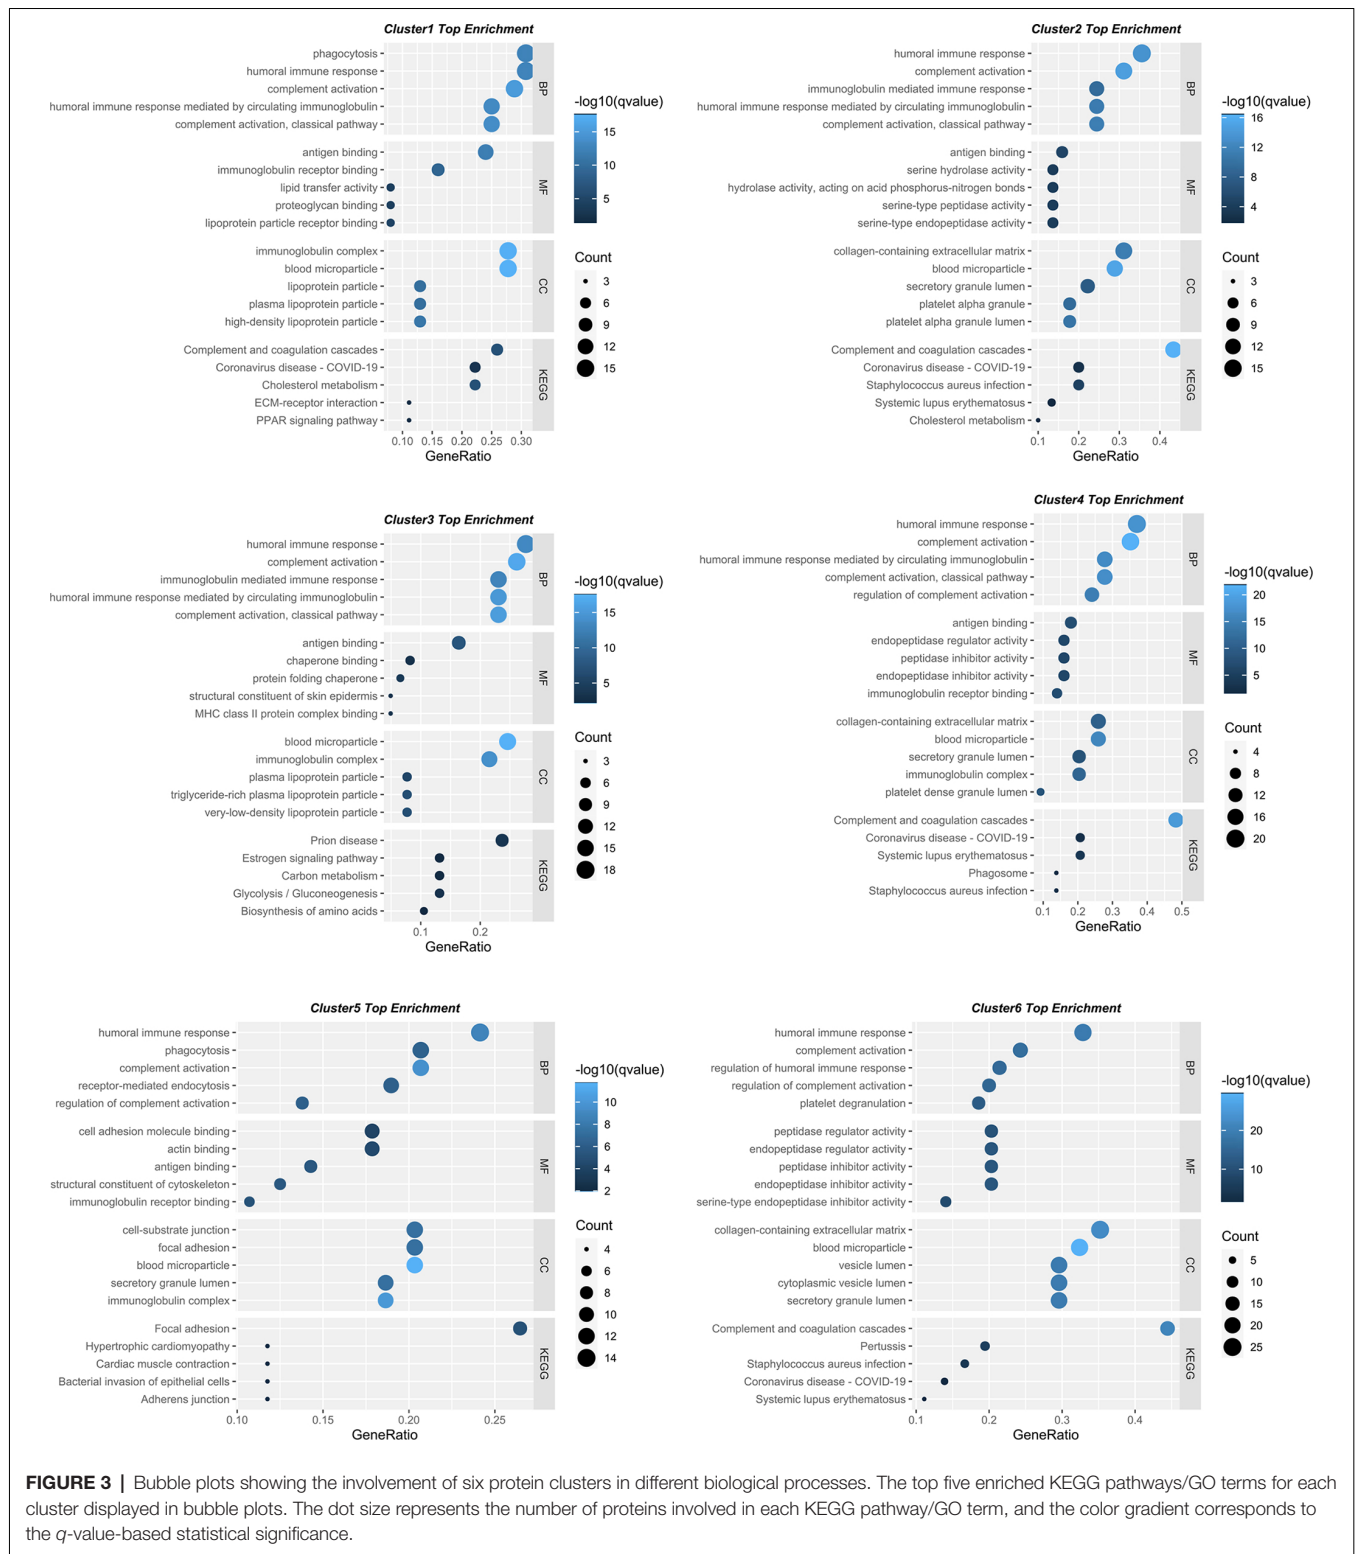 Cluster1 Top Enrichment
phagocytosis
humoral immune response
complement activation
humoral immune response mediated by circulating immunoglobulin
complement activation, classical pathway
BP
antigen binding
immunoglobulin receptor binding
lipid transfer activity
proteoglycan binding
lipoprotein particle receptor binding
MF
immunoglobulin complex
blood microparticle
lipoprotein particle
plasma lipoprotein particle
high-density lipoprotein particle
CC
Complement and coagulation cascades
Coronavirus disease - COVID-19
Cholesterol metabolism
ECM-receptor interaction
PPAR signaling pathway
KEGG
0.10 0.15 0.20 0.25 0.30
GeneRatio
-log10(qvalue)
15
10
5
Count
3
6
9
12
15
Cluster2 Top Enrichment
humoral immune response
complement activation
immunoglobulin mediated immune response
humoral immune response mediated by circulating immunoglobulin
complement activation, classical pathway
BP
antigen binding
serine hydrolase activity
hydrolase activity, acting on acid phosphorus-nitrogen bonds
serine-type peptidase activity
serine-type endopeptidase activity
MF
collagen-containing extracellular matrix
blood microparticle
secretory granule lumen
platelet alpha granule
platelet alpha granule lumen
CC
Complement and coagulation cascades
Coronavirus disease - COVID-19
Staphylococcus aureus infection
Systemic lupus erythematosus
Cholesterol metabolism
KEGG
0.1 0.2 0.3 0.4
GeneRatio
-log10(qvalue)
16
12
8
4
Count
3
6
9
12
15
Cluster3 Top Enrichment
humoral immune response
complement activation
immunoglobulin mediated immune response
humoral immune response mediated by circulating immunoglobulin
complement activation, classical pathway
BP
antigen binding
chaperone binding
protein folding chaperone
structural constituent of skin epidermis
MHC class II protein complex binding
MF
blood microparticle
immunoglobulin complex
plasma lipoprotein particle
triglyceride-rich plasma lipoprotein particle
very-low-density lipoprotein particle
CC
Prion disease
Estrogen signaling pathway
Carbon metabolism
Glycolysis / Gluconeogenesis
Biosynthesis of amino acids
KEGG
0.1 0.2
GeneRatio
-log10(qvalue)
15
10
5
Count
3
6
9
12
15
18
Cluster4 Top Enrichment
humoral immune response
complement activation
humoral immune response mediated by circulating immunoglobulin
complement activation, classical pathway
regulation of complement activation
BP
antigen binding
endopeptidase regulator activity
peptidase inhibitor activity
endopeptidase inhibitor activity
immunoglobulin receptor binding
MF
collagen-containing extracellular matrix
blood microparticle
secretory granule lumen
immunoglobulin complex
platelet dense granule lumen
CC
Complement and coagulation cascades
Coronavirus disease - COVID-19
Systemic lupus erythematosus
Phagosome
Staphylococcus aureus infection
KEGG
0.1 0.2 0.3 0.4 0.5
GeneRatio
-log10(qvalue)
20
15
10
5
Count
4
8
12
16
20
Cluster5 Top Enrichment
humoral immune response
phagocytosis
complement activation
receptor-mediated endocytosis
regulation of complement activation
BP
cell adhesion molecule binding
actin binding
antigen binding
structural constituent of cytoskeleton
immunoglobulin receptor binding
MF
cell-substrate junction
focal adhesion
blood microparticle
secretory granule lumen
immunoglobulin complex
CC
Focal adhesion
Hypertrophic cardiomyopathy
Cardiac muscle contraction
Bacterial invasion of epithelial cells
Adherens junction
KEGG
0.10 0.15 0.20 0.25
GeneRatio
-log10(qvalue)
10
8
6
4
2
Count
4
6
8
10
12
14
Cluster6 Top Enrichment
humoral immune response
complement activation
regulation of humoral immune response
regulation of complement activation
platelet degranulation
BP
peptidase regulator activity
endopeptidase regulator activity
peptidase inhibitor activity
endopeptidase inhibitor activity
serine-type endopeptidase inhibitor activity
MF
collagen-containing extracellular matrix
blood microparticle
vesicle lumen
cytoplasmic vesicle lumen
secretory granule lumen
CC
Complement and coagulation cascades
Pertussis
Staphylococcus aureus infection
Coronavirus disease - COVID-19
Systemic lupus erythematosus
KEGG
0.1 0.2 0.3 0.4
GeneRatio
-log10(qvalue)
20
10
Count
5
10
15
20
25
FIGURE 3 | Bubble plots showing the involvement of six protein clusters in different biological processes. The top five enriched KEGG pathways/GO terms for each
cluster displayed in bubble plots. The dot size represents the number of proteins involved in each KEGG pathway/GO term, and the color gradient corresponds to
the q-value-based statistical significance.